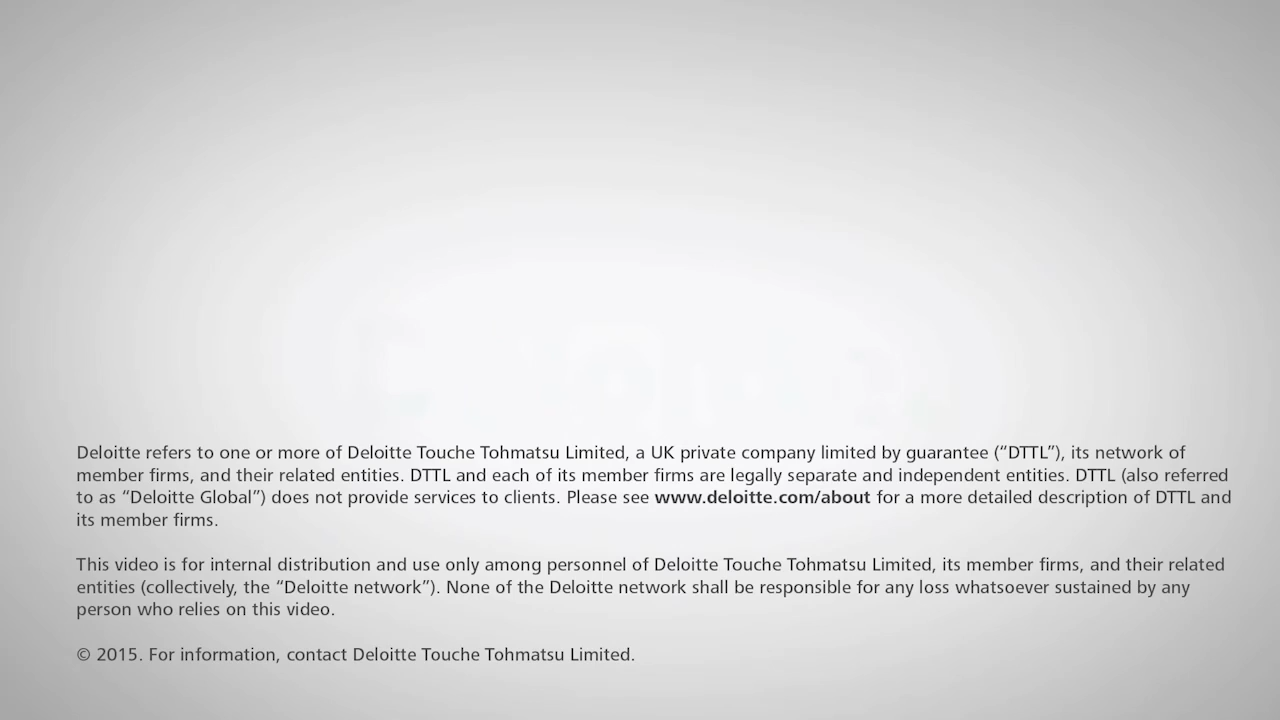 Deloitte refers to one or more of Deloitte Touche Tohmatsu Limited, a UK private company limited by guarantee (“DTTL”), its network of
member firms, and their related entities. DTTL and each of its member firms are legally separate and independent entities. DTTL (also referred
to as “Deloitte Global”) does not provide services to clients. Please see www.deloitte.com/about for a more detailed description of DTTL and
its member firms.
This video is for internal distribution and use only among personnel of Deloitte Touche Tohmatsu Limited, its member firms, and their related
entities (collectively, the “Deloitte network”). None of the Deloitte network shall be responsible for any loss whatsoever sustained by any
person who relies on this video.
© 2015. For information, contact Deloitte Touche Tohmatsu Limited.